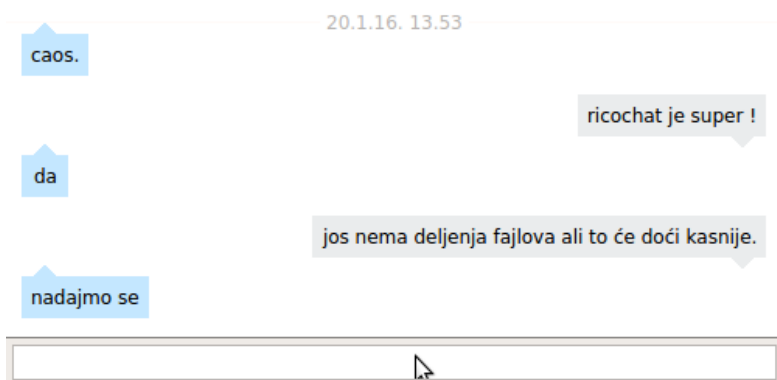 20.1.16. 13.53
caos.
ricochat je super !
da
jos nema deljenja fajlova ali to će doći kasnije.
nadajmo se